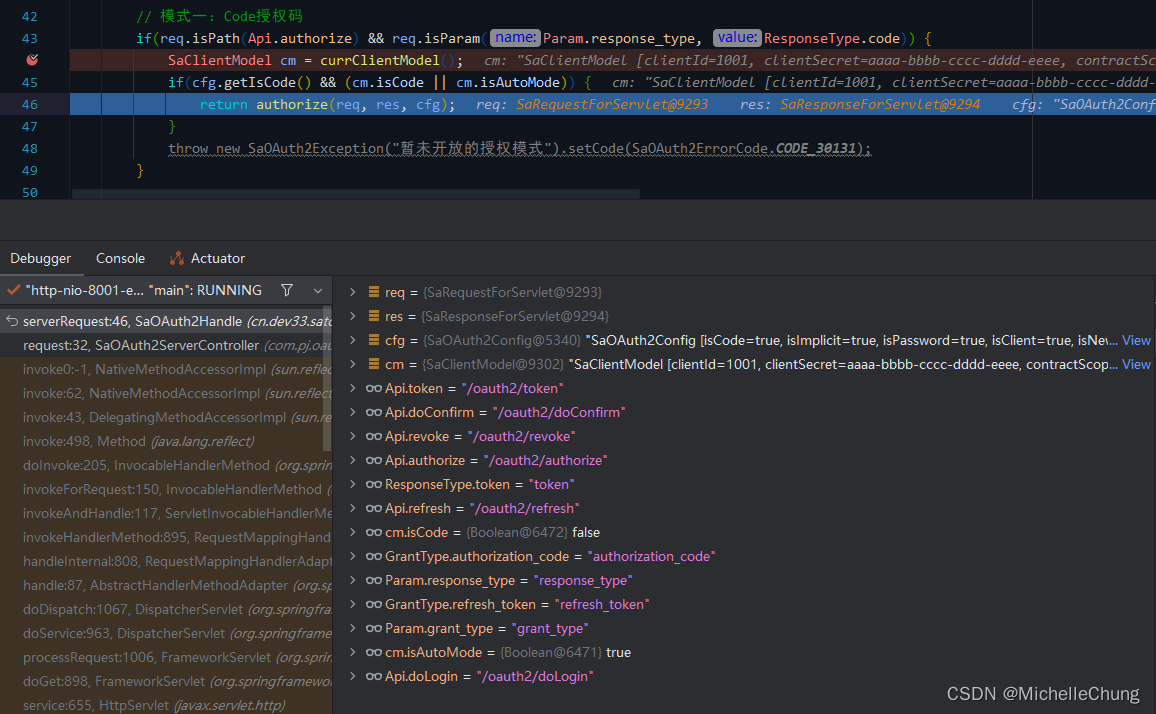 42 // 模式一：Code授权码
43 if(req.isPath(Api.authorize) && req.isParam( name: Param.response_type, value: ResponseType.code)) {
SaClientModel cm = currClientModel(); cm: "SaClientModel [clientId=1001, clientSecret=aaaa-bbbb-cccc-dddd-eeee, contractSc
45 if(cfg.getIsCode() && (cm.isCode || cm.isAutoMode)) { cm: "SaClientModel [clientId=1001, clientSecret=aaaa-bbbb-cccc-dddd-
46 return authorize(req, res, cfg); req: SaRequestForServlet@9293 res: SaResponseForServlet@9294 cfg: "SaOAuth2Conf
47 }
48 throw new SaOAuth2Exception("暂未开放的授权模式").setCode(SaOAuth2ErrorCode.CODE_30131);
49 }
50
Debugger Console Actuator
"http-nio-8001-e... "main": RUNNING
serverRequest:46, SaOAuth2Handle (cn.dev33.sato
request:32, SaOAuth2ServerController (com.pj.oau
invoke0:-1, NativeMethodAccessorImpl (sun.reflec
invoke:62, NativeMethodAccessorImpl (sun.reflect
invoke:43, DelegatingMethodAccessorImpl (sun.re
invoke:498, Method (java.lang.reflect)
doInvoke:205, InvocableHandlerMethod (org.sprin
invokeForRequest:150, InvocableHandlerMethod (
invokeAndHandle:117, ServletInvocableHandlerMe
invokeHandlerMethod:895, RequestMappingHand
handleInternal:808, RequestMappingHandlerAdapt
handle:87, AbstractHandlerMethodAdapter (org.sp
doDispatch:1067, DispatcherServlet (org.springfra
doService:963, DispatcherServlet (org.springframe
processRequest:1006, FrameworkServlet (org.sprin
doGet:898, FrameworkServlet (org.springframewo
service:655, HttpServlet (javax.servlet.http)
req = {SaRequestForServlet@9293}
res = {SaResponseForServlet@9294}
cfg = {SaOAuth2Config@5340} "SaOAuth2Config [isCode=true, isImplicit=true, isPassword=true, isClient=true, isNew... View
cm = {SaClientModel@9302} "SaClientModel [clientId=1001, clientSecret=aaaa-bbbb-cccc-dddd-eeee, contractScop... View
Api.token = "/oauth2/token"
Api.doConfirm = "/oauth2/doConfirm"
Api.revoke = "/oauth2/revoke"
Api.authorize = "/oauth2/authorize"
ResponseType.token = "token"
Api.refresh = "/oauth2/refresh"
cm.isCode = {Boolean@6472} false
GrantType.authorization_code = "authorization_code"
Param.response_type = "response_type"
GrantType.refresh_token = "refresh_token"
Param.grant_type = "grant_type"
cm.isAutoMode = {Boolean@6471} true
Api.doLogin = "/oauth2/doLogin"
CSDN @MichelleChung